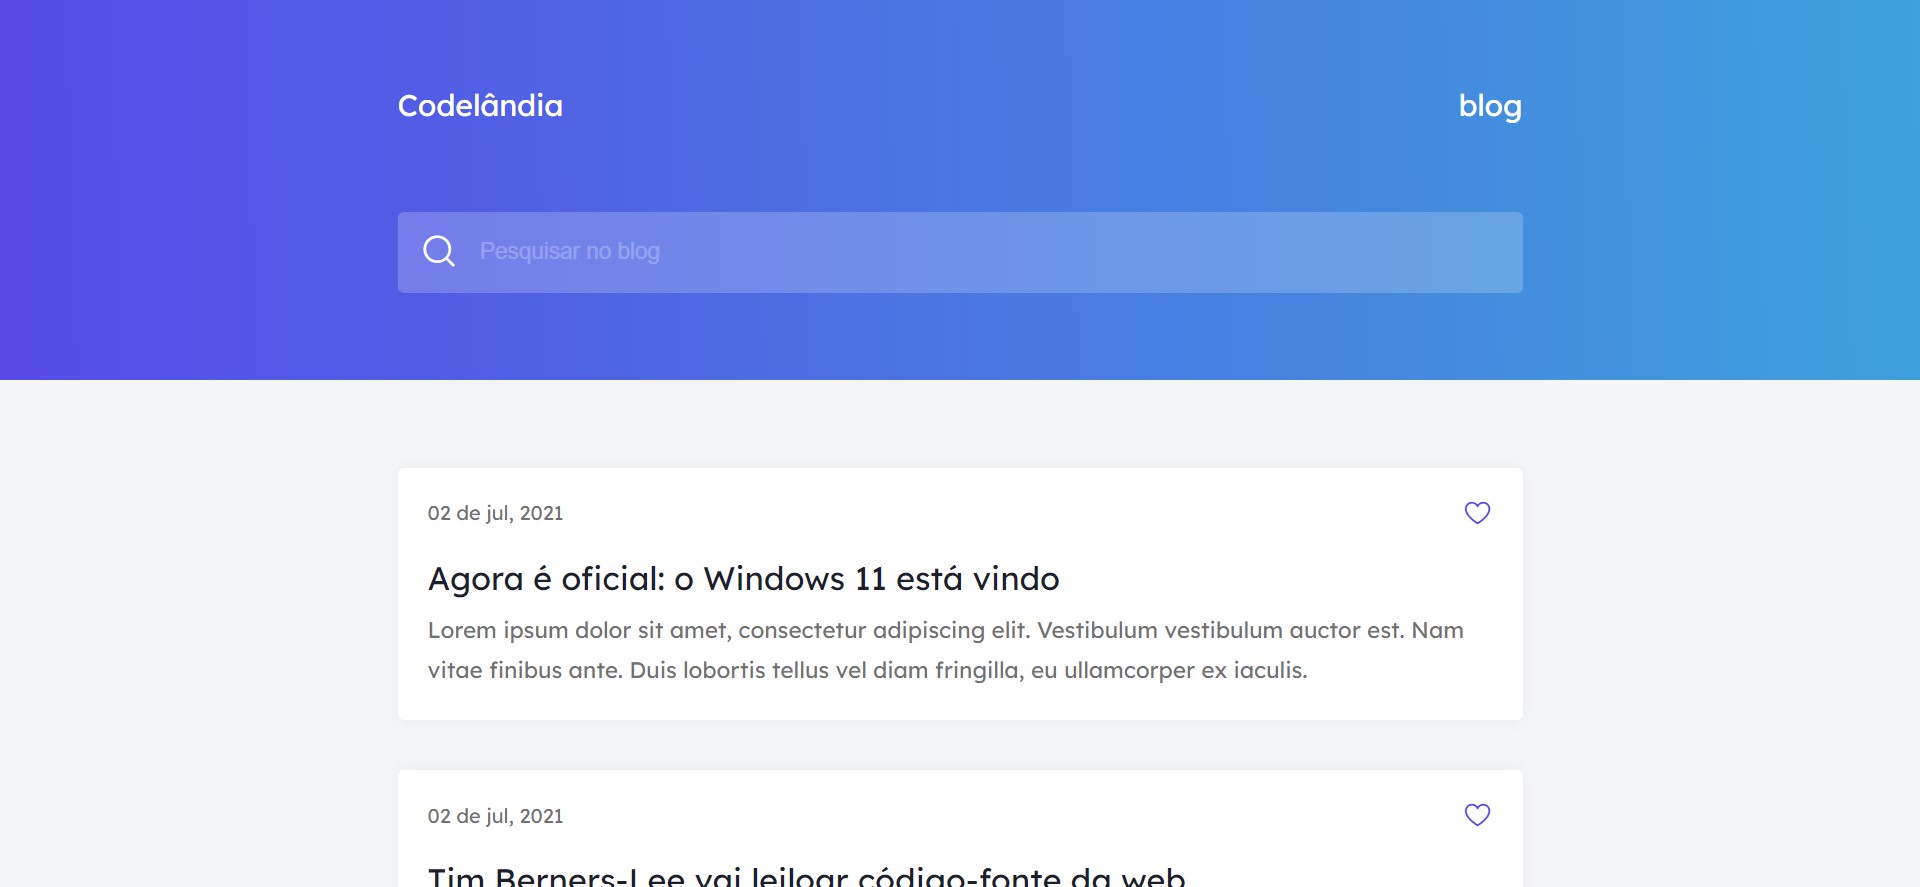 Codelândia
blog
Pesquisar no blog
02 de jul, 2021
Agora é oficial: o Windows 11 está vindo
Lorem ipsum dolor sit amet, consectetur adipiscing elit. Vestibulum vestibulum auctor est. Nam
vitae finibus ante. Duis lobortis tellus vel diam fringilla, eu ullamcorper ex iaculis.
02 de jul, 2021
Tim Berners-Lee vai leiloar código-fonte da web